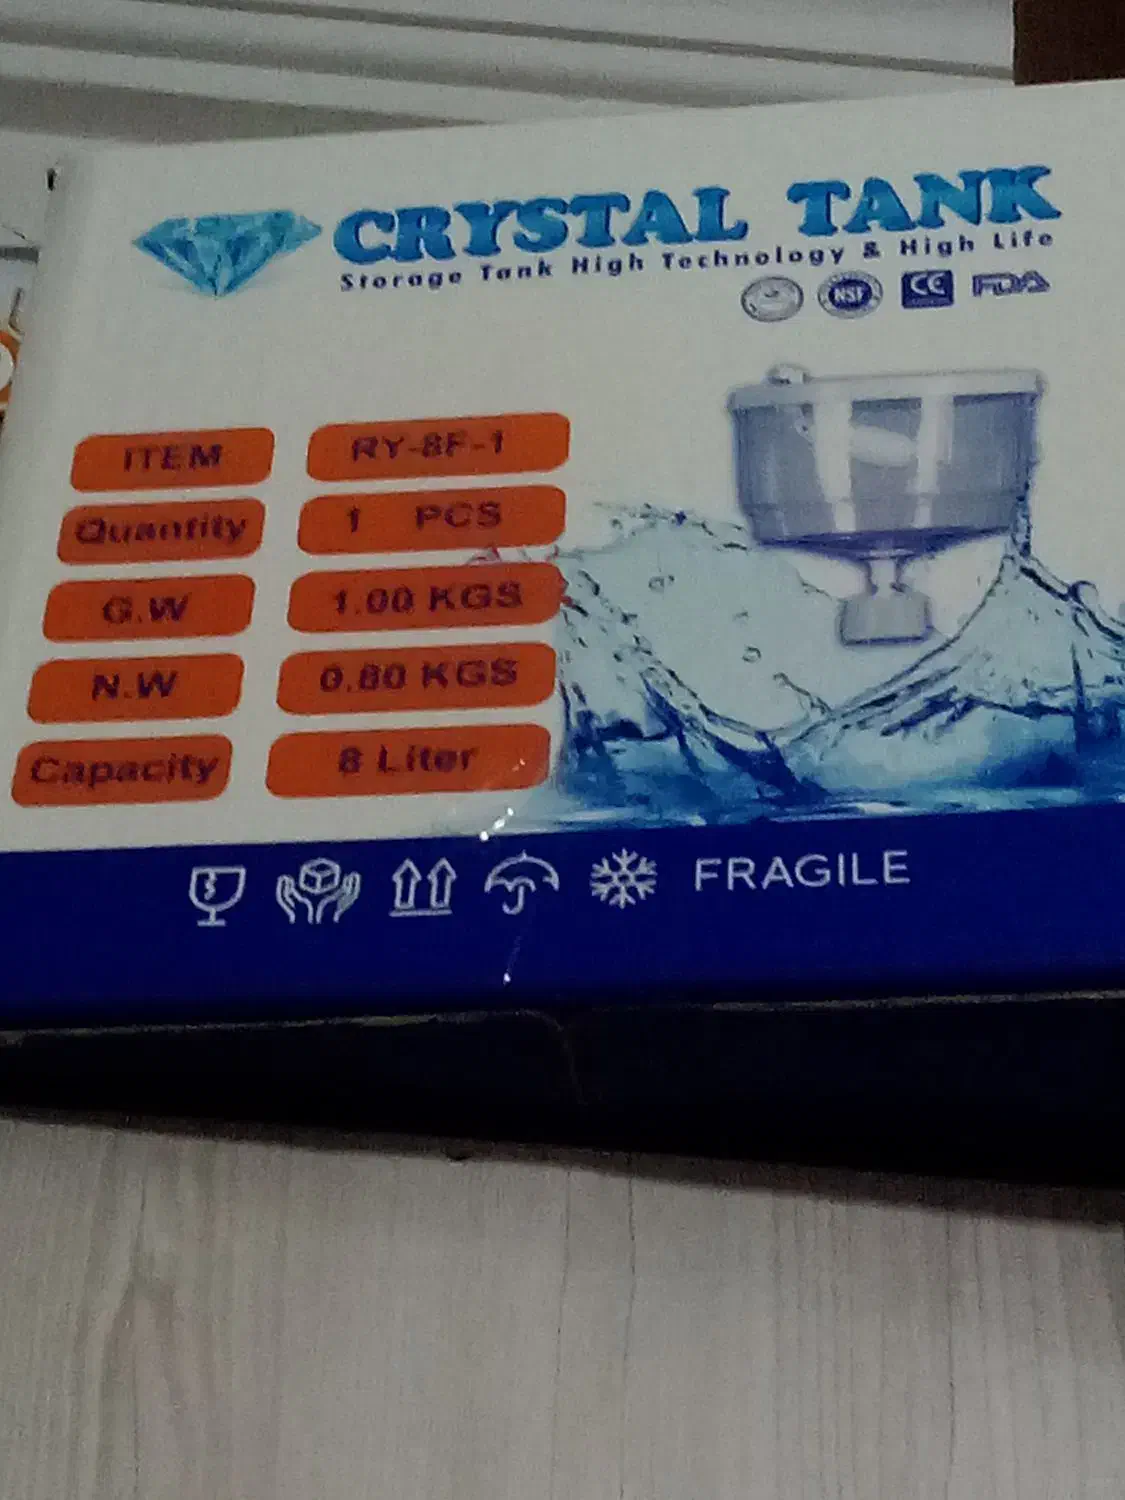 CRYSTAL TANK
Storage Tank High Technology & High Life
NSF CE FDA
ITEM RY-8F-1
Quantity 1 PCS
G.W 1.00 KGS
N.W 0.80 KGS
Capacity 8 Liter
FRAGILE